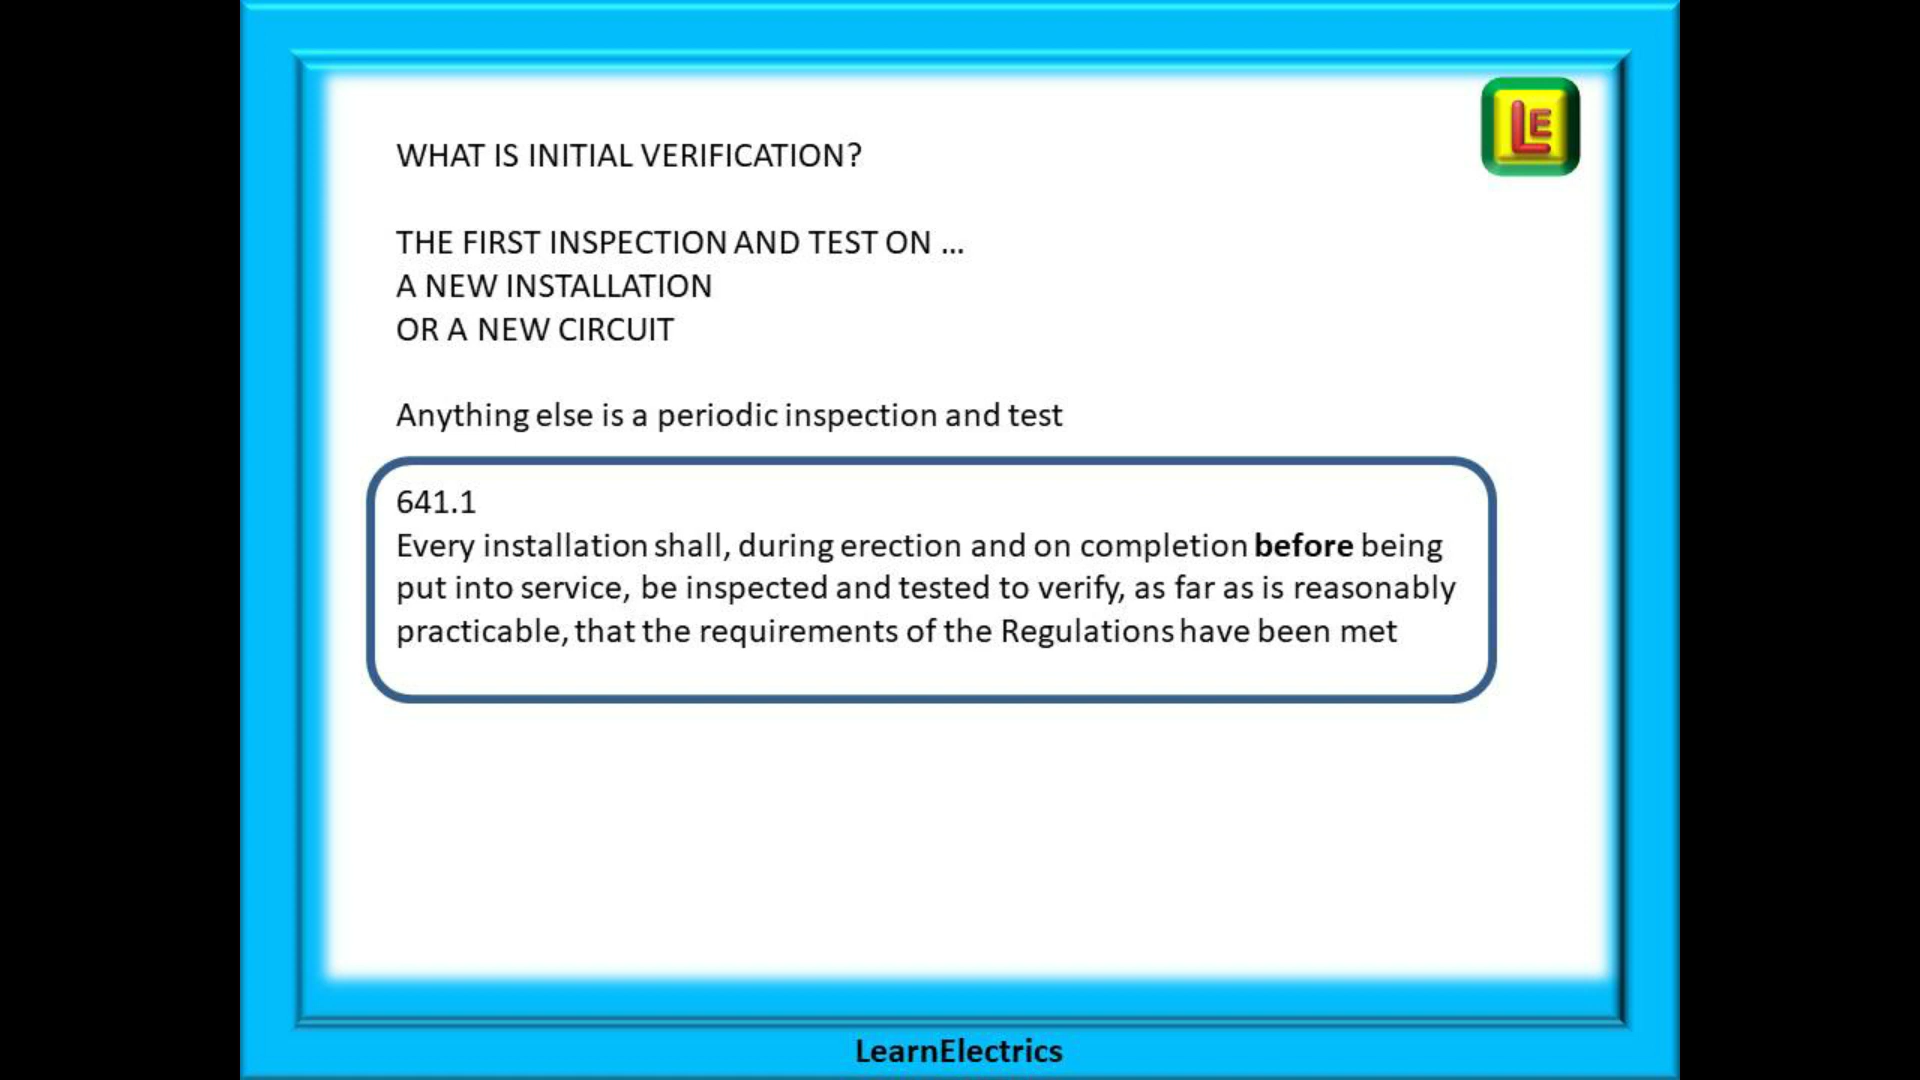 LE
WHAT IS INITIAL VERIFICATION?
THE FIRST INSPECTION AND TEST ON ...
A NEW INSTALLATION
OR A NEW CIRCUIT
Anything else is a periodic inspection and test
641.1
Every installation shall, during erection and on completion before being
put into service, be inspected and tested to verify, as far as is reasonably
practicable, that the requirements of the Regulations have been met
LearnElectrics